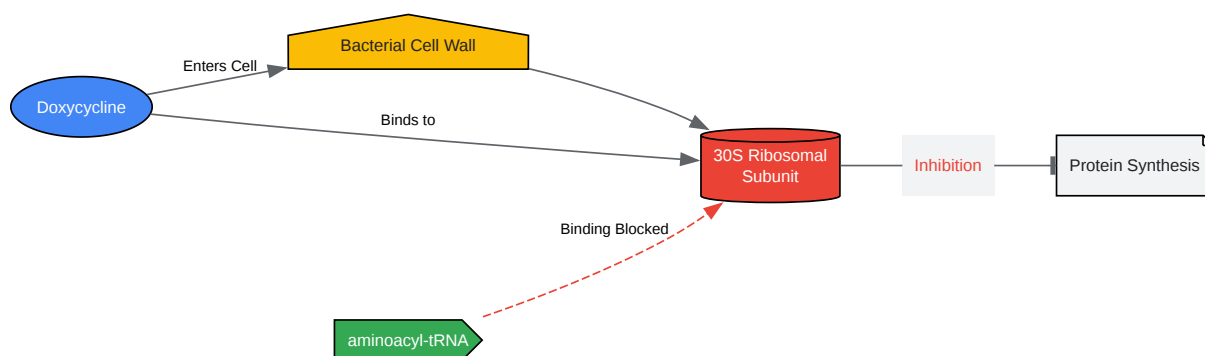 Bacterial Cell Wall
Enters Cell
Doxycycline
Binds to
30S Ribosomal
Subunit
Inhibition
Protein Synthesis
Binding Blocked
aminoacyl-tRNA